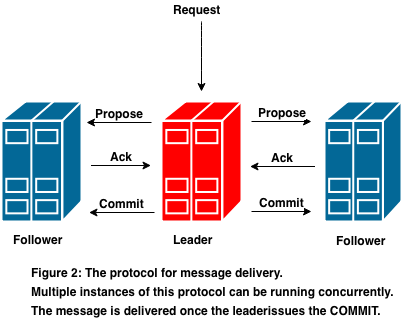 Request
Propose
Propose
Ack
Ack
Commit
Commit
Follower
Leader
Follower
Figure 2: The protocol for message delivery.
Multiple instances of this protocol can be running concurrently.
The message is delivered once the leaderissues the COMMIT.